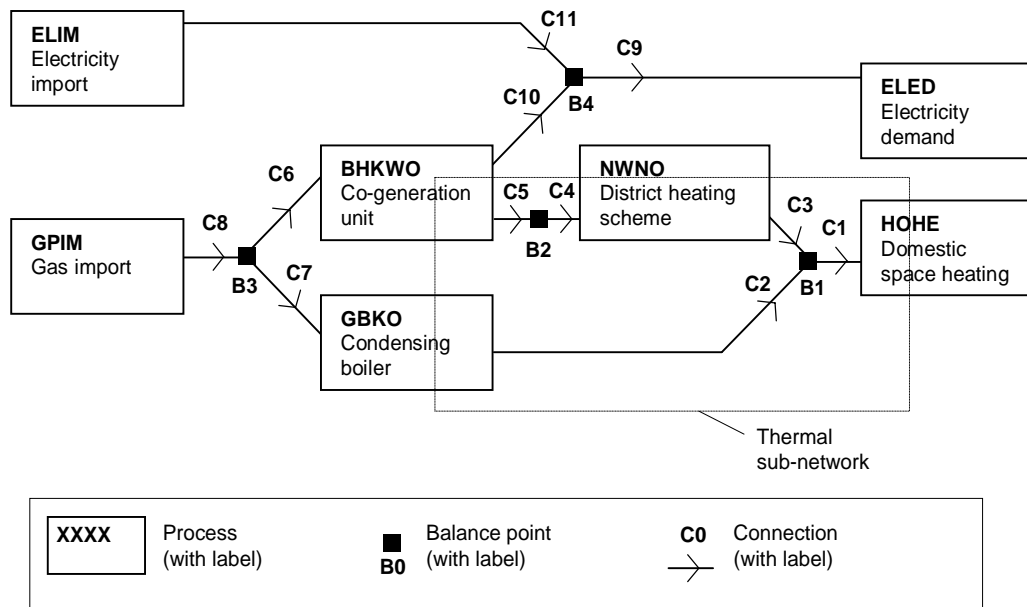 ELIM
Electricity
import
C11
C9
B4
C10
ELED
Electricity
demand
C6
BHKWO
Co-generation
unit
C5
C4
B2
NWNO
District heating
scheme
C3
C1
B1
HOHE
Domestic
space heating
GPIM
Gas import
C8
B3
C7
C2
GBKO
Condensing
boiler
Thermal
sub-network
XXXX
Process
(with label)
B0
Balance point
(with label)
C0
Connection
(with label)